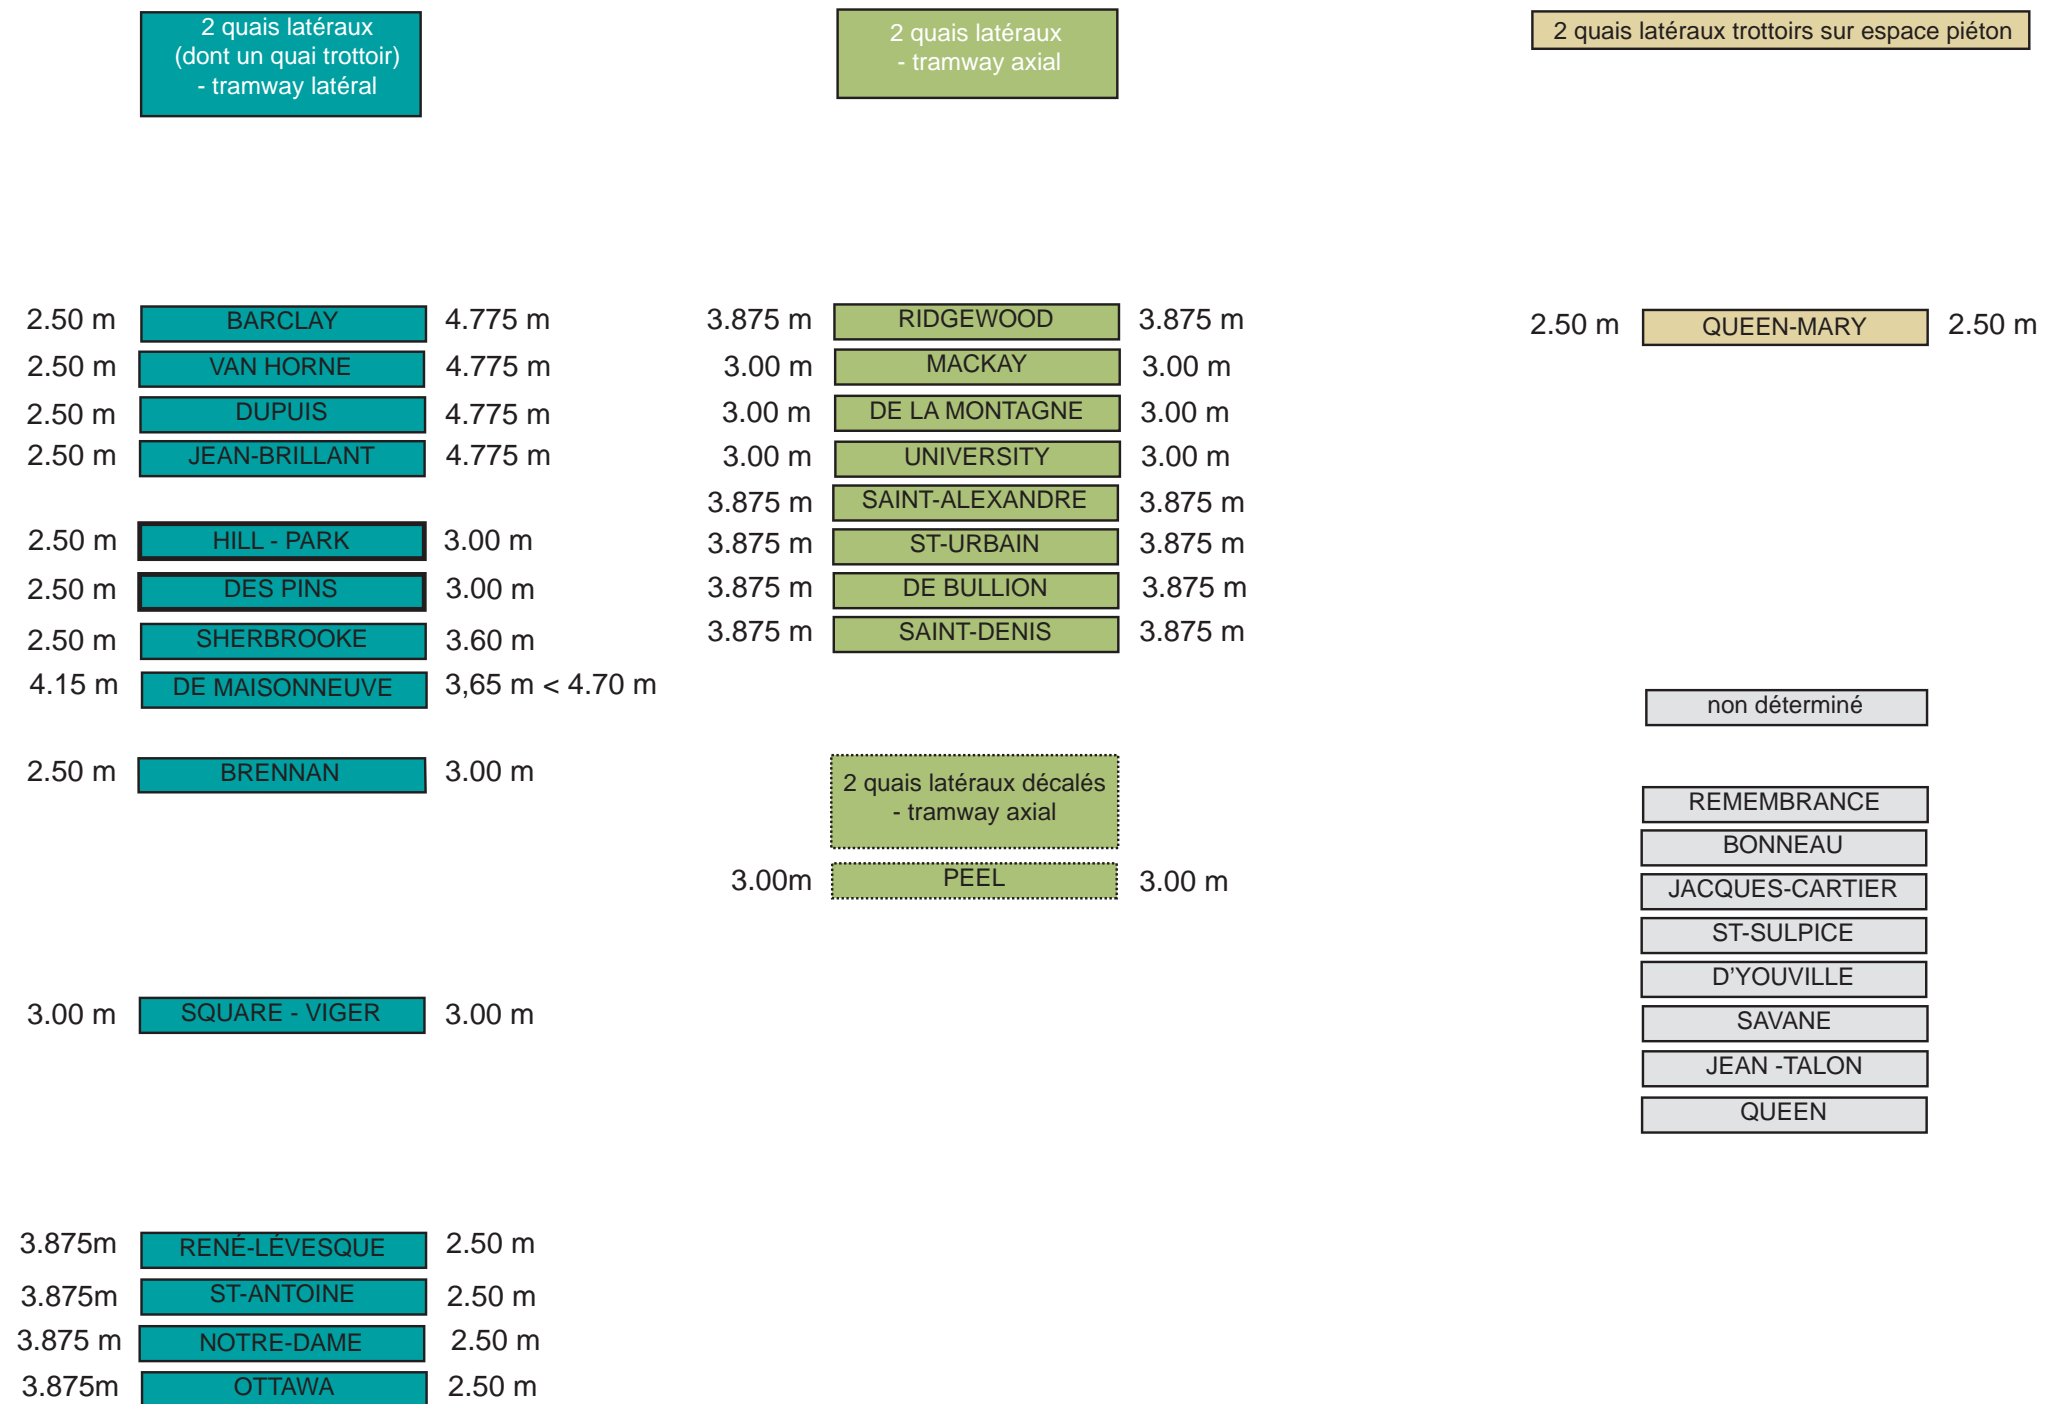 2 quais latéraux
(dont un quai trottoir)
- tramway latéral
2.50 m BARCLAY 4.775 m
2.50 m VAN HORNE 4.775 m
2.50 m DUPUIS 4.775 m
2.50 m JEAN-BRILLANT 4.775 m
2.50 m HILL - PARK 3.00 m
2.50 m DES PINS 3.00 m
2.50 m SHERBROOKE 3.60 m
4.15 m DE MAISONNEUVE 3,65 m < 4.70 m
2.50 m BRENNAN 3.00 m
3.00 m SQUARE - VIGER 3.00 m
3.875m RENÉ-LÉVESQUE 2.50 m
3.875m ST-ANTOINE 2.50 m
3.875 m NOTRE-DAME 2.50 m
3.875m OTTAWA 2.50 m
2 quais latéraux
- tramway axial
3.875 m RIDGEWOOD 3.875 m
3.00 m MACKAY 3.00 m
3.00 m DE LA MONTAGNE 3.00 m
3.00 m UNIVERSITY 3.00 m
3.875 m SAINT-ALEXANDRE 3.875 m
3.875 m ST-URBAIN 3.875 m
3.875 m DE BULLION 3.875 m
3.875 m SAINT-DENIS 3.875 m
2 quais latéraux décalés
- tramway axial
3.00m PEEL 3.00 m
2 quais latéraux trottoirs sur espace piéton
2.50 m QUEEN-MARY 2.50 m
non déterminé
REMEMBRANCE
BONNEAU
JACQUES-CARTIER
ST-SULPICE
D’YOUVILLE
SAVANE
JEAN -TALON
QUEEN